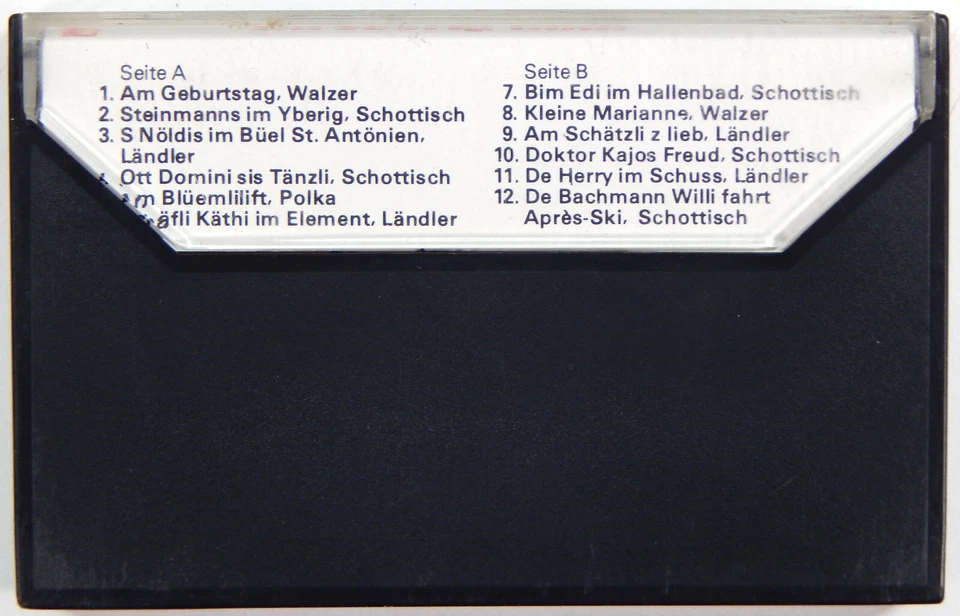 Seite A
1. Am Geburtstag, Walzer
2. Steinmanns im Yberig, Schottisch
3. S Nöldis im Büel St. Antönien,
Ländler
Ott Domini sis Tänzli, Schottisch
Am Blüemlilift, Polka
Käthi im Element, Ländler
Seite B
7. Bim Edi im Hallenbad, Schottisch
8. Kleine Marianne, Walzer
9. Am Schätzli z lieb, Ländler
10. Doktor Kajos Freud, Schottisch
11. De Herry im Schuss, Ländler
12. De Bachmann Willi fahrt
Après-Ski, Schottisch